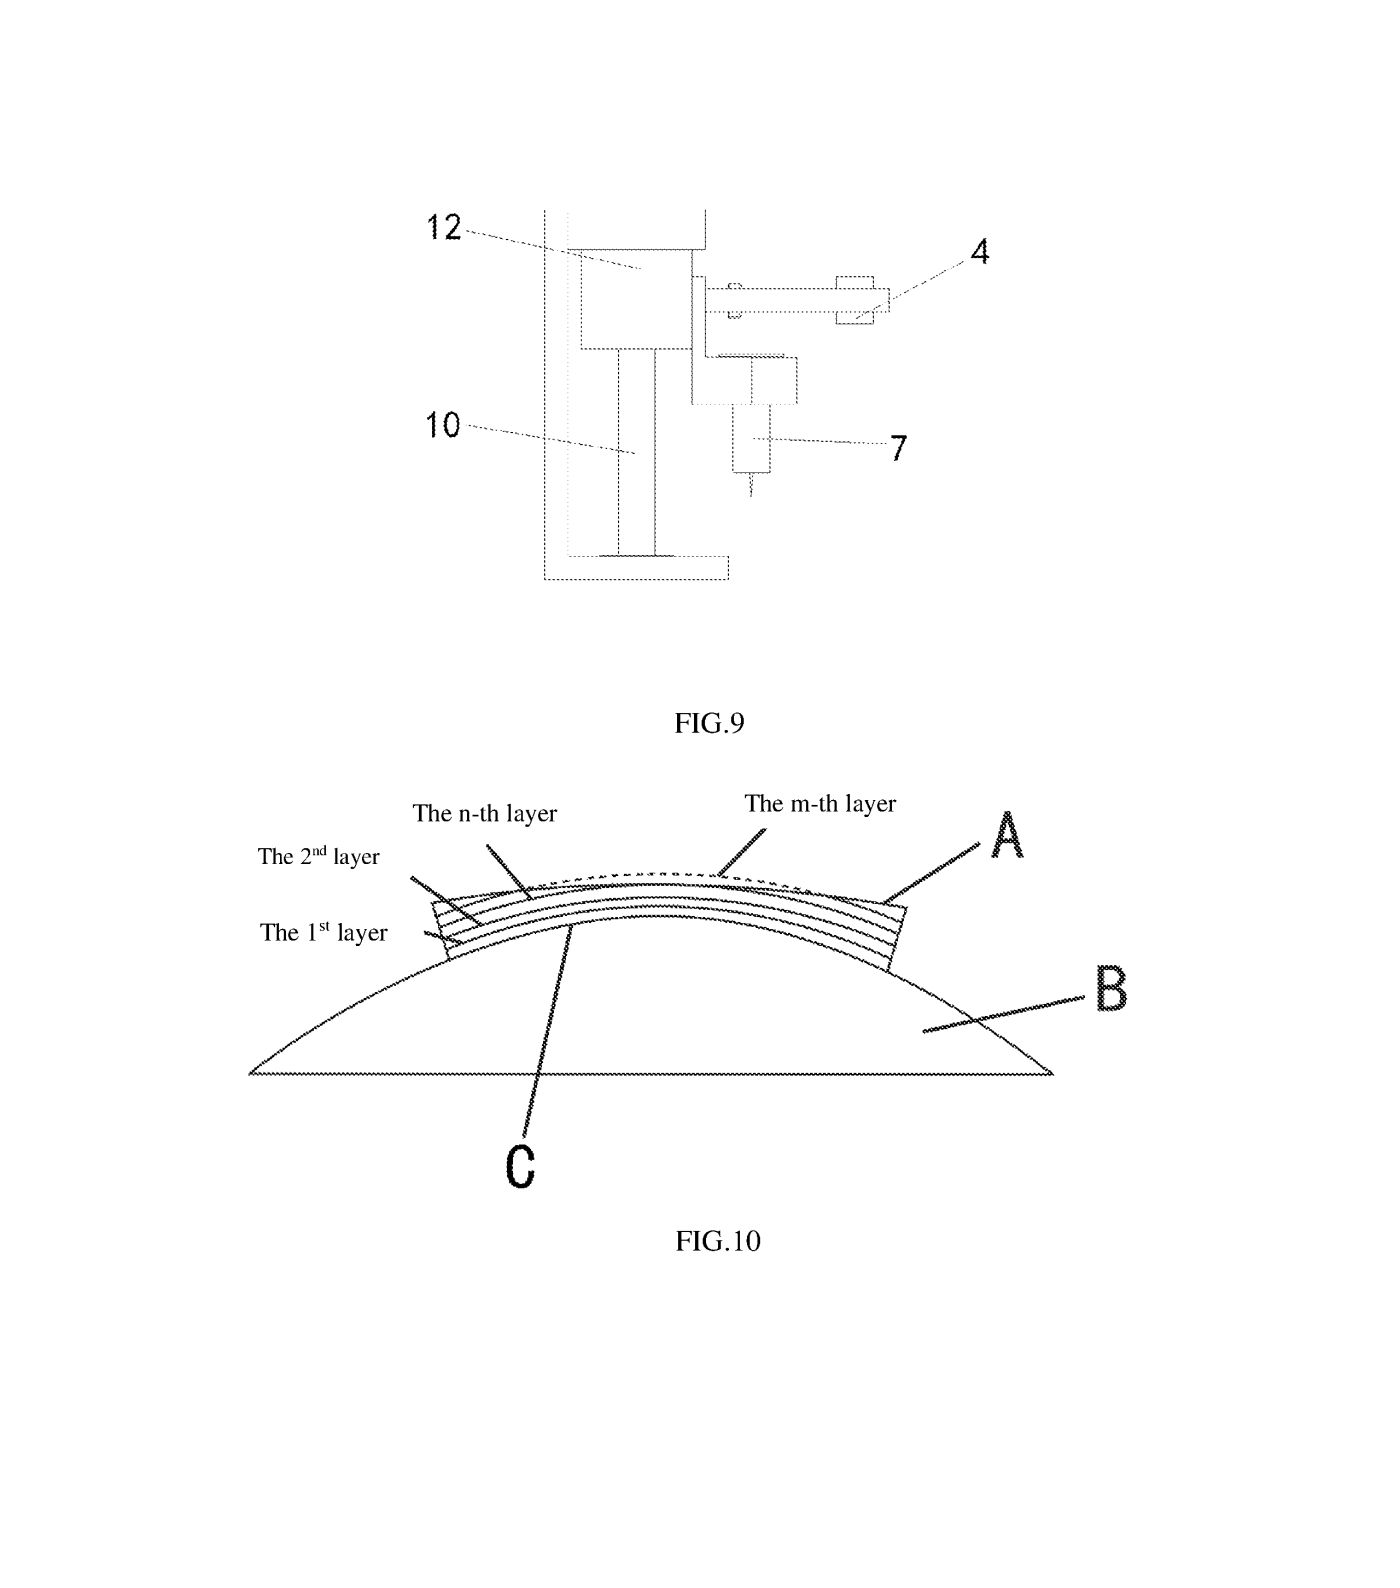 12
4
10
7
FIG.9
The m-th layer
The n-th layer
A
The 2nd layer
The 1st layer
B
C
FIG.10